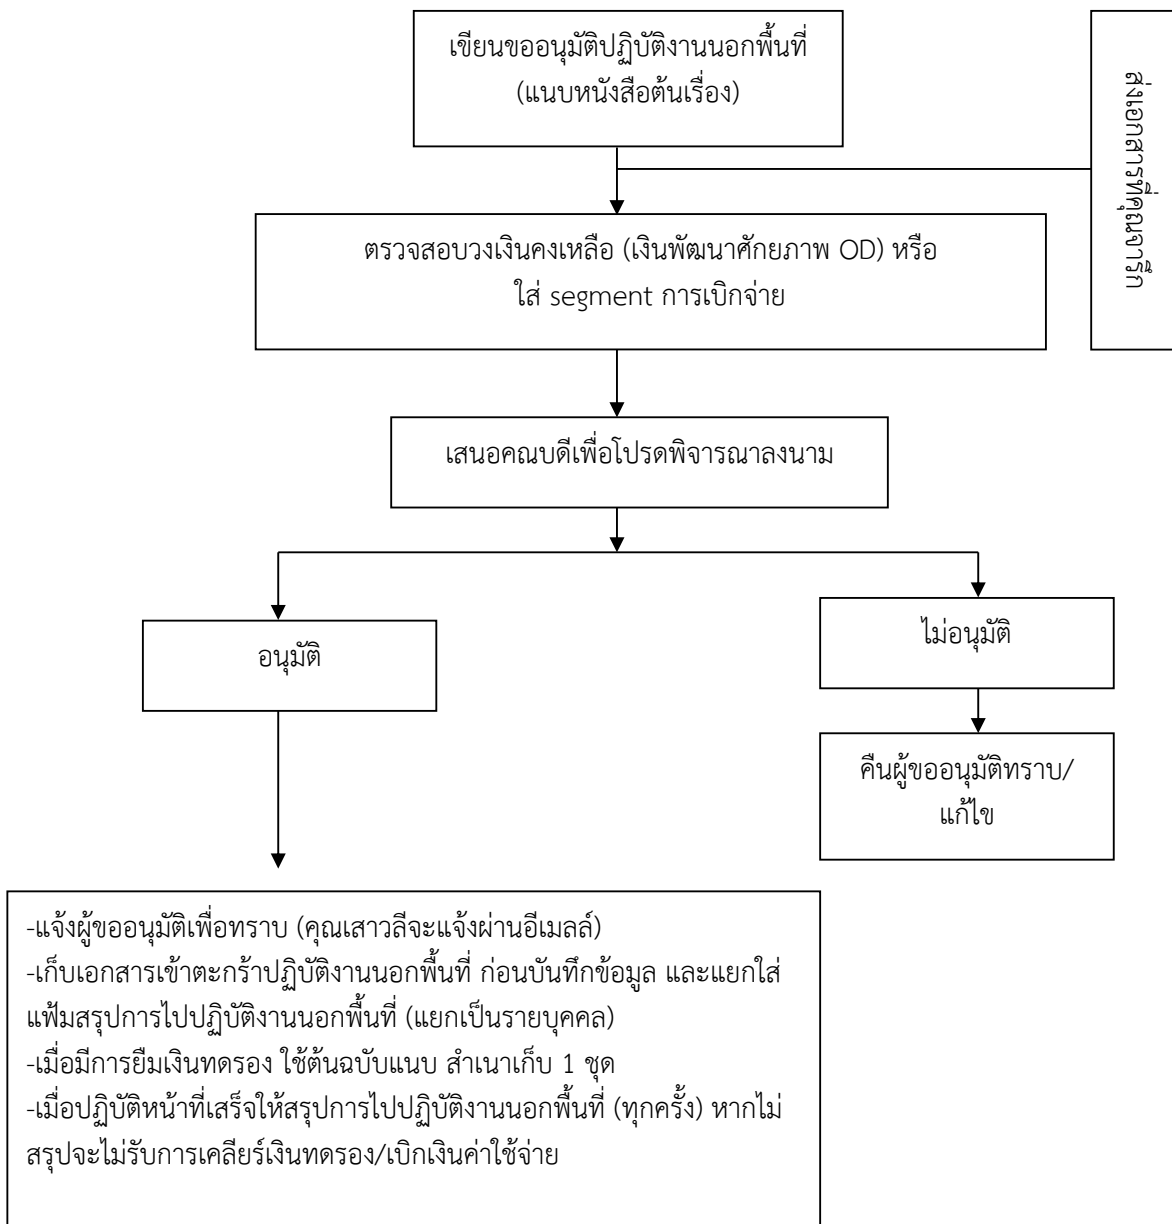 เขียนขออนุมัติปฏิบัติงานนอกพื้นที่
(แนบหนังสือต้นเรื่อง)
ส่งเอกสารที่คุณจารึก
ตรวจสอบวงเงินคงเหลือ (เงินพัฒนาศักยภาพ OD) หรือ
ใส่ segment การเบิกจ่าย
เสนอคณบดีเพื่อโปรดพิจารณาลงนาม
อนุมัติ
ไม่อนุมัติ
คืนผู้ขออนุมัติทราบ/
แก้ไข
-แจ้งผู้ขออนุมัติเพื่อทราบ (คุณเสาวลีจะแจ้งผ่านอีเมลล์)
-เก็บเอกสารเข้าตะกร้าปฏิบัติงานนอกพื้นที่ ก่อนบันทึกข้อมูล และแยกใส่
แฟ้มสรุปการไปปฏิบัติงานนอกพื้นที่ (แยกเป็นรายบุคคล)
-เมื่อมีการยืมเงินทดรอง ใช้ต้นฉบับแนบ สำเนาเก็บ 1 ชุด
-เมื่อปฏิบัติหน้าที่เสร็จให้สรุปการไปปฏิบัติงานนอกพื้นที่ (ทุกครั้ง) หากไม่
สรุปจะไม่รับการเคลียร์เงินทดรอง/เบิกเงินค่าใช้จ่าย